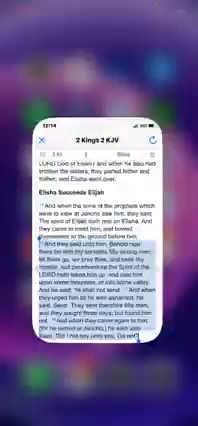 12:14
2 Kings 2 KJV
2
LORD God of Elijah? and when he also had
smitten the waters, they parted hither and
thither: and Elisha went over.
Elisha Succeeds Elijah
And when the sons of the prophets which
were to view at Jericho saw him, they said,
The spirit of Elijah doth rest on Elisha. And
they came to meet him, and bowed
themselves to the ground before him.
And they said unto him, Behold now,
there be with thy servants fifty strong men;
let them go, we pray thee, and seek thy
master: lest peradventure the Spirit of the
LORD hath taken him up, and cast him
upon some mountain, or into some valley.
And he said, Ye shall not send. And when
they urged him till he was ashamed, he
said, Send. They sent therefore fifty men;
and they sought three days, but found him
not. And when they came again to him,
(for he tarried at Jericho,) he said unto
them, Did I not say unto you, Go not?